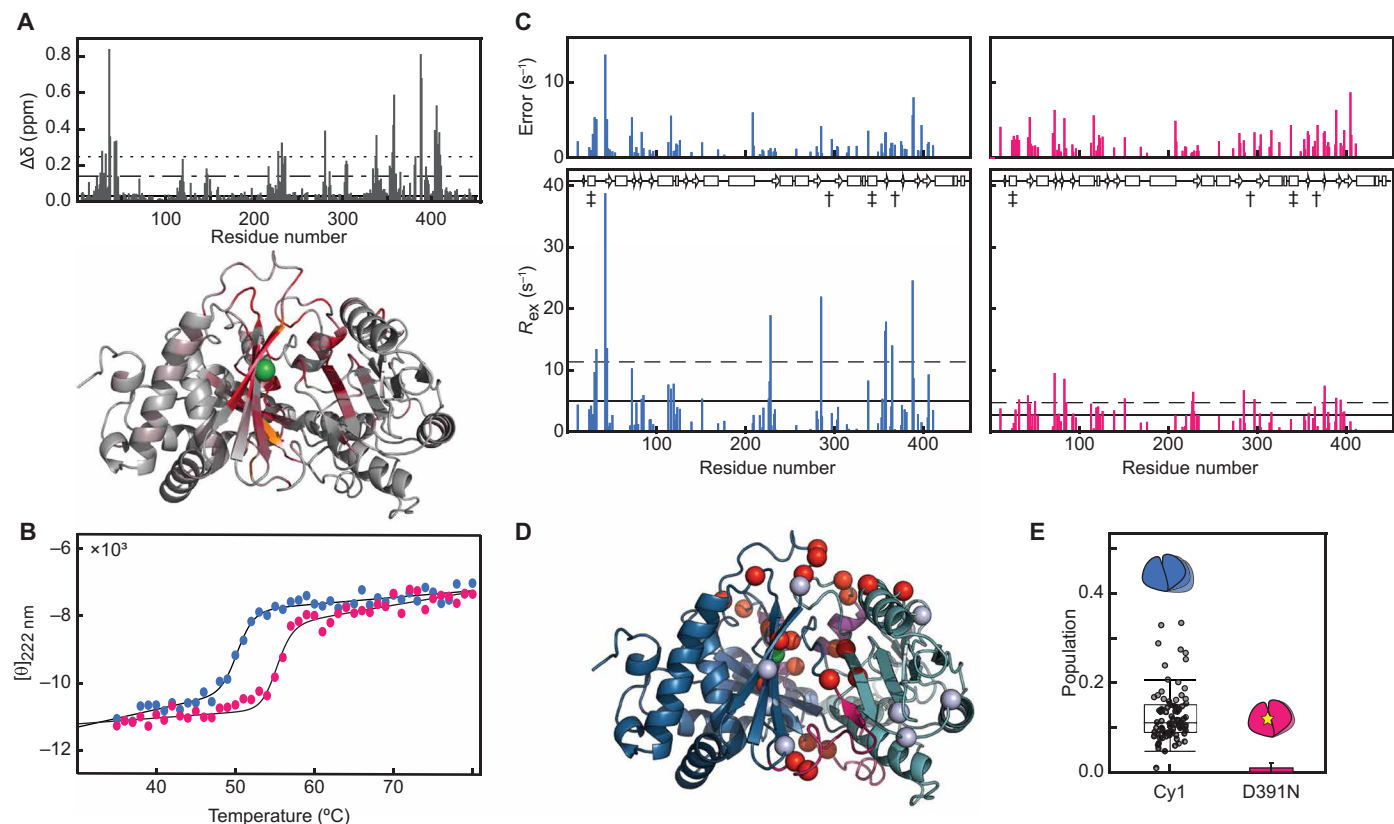 A
Δδ (ppm)
0.8
0.6
0.4
0.2
0.0
100
200
300
400
Residue number
B
[θ]222 nm
×10³
−6
−8
−10
−12
40
50
60
70
Temperature (ºC)
C
Error (s⁻¹)
10
0
Rex (s⁻¹)
40
30
20
10
0
‡
†
‡
†
100
200
300
400
Residue number
‡
†
‡
†
100
200
300
400
Residue number
D
E
Population
0.4
0.2
0.0
Cy1
D391N